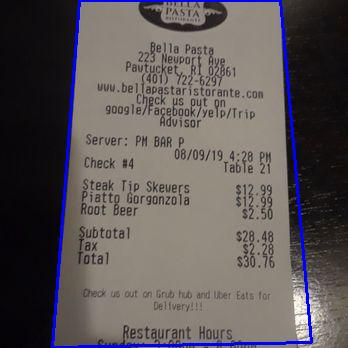 BELLA
PASTA
RISTORANTE
Bella Pasta
223 Newport Ave
Pawtucket, RI 02861
(401) 722-6297
www.bellapastaristorante.com
Check us out on
google/Facebook/yelp/Trip
Advisor
Server: PM BAR P
08/09/19 4:28 PM
Check #4 Table 21
Steak Tip Skewers $12.99
Piatto Gorgonzola $12.99
Root Beer $2.50
Subtotal $28.48
Tax $2.28
Total $30.76
Check us out on Grub hub and Uber Eats for
Delivery!!!
Restaurant Hours